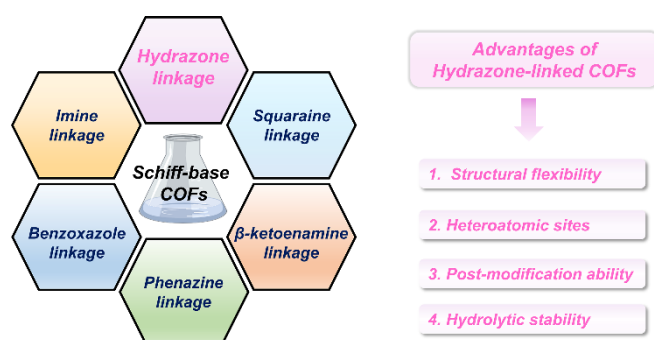 Hydrazone
linkage
Imine
linkage
Squaraine
linkage
Schiff-base
COFs
Benzoxazole
linkage
β-ketoenamine
linkage
Phenazine
linkage
Advantages of
Hydrazone-linked COFs
1. Structural flexibility
2. Heteroatomic sites
3. Post-modification ability
4. Hydrolytic stability